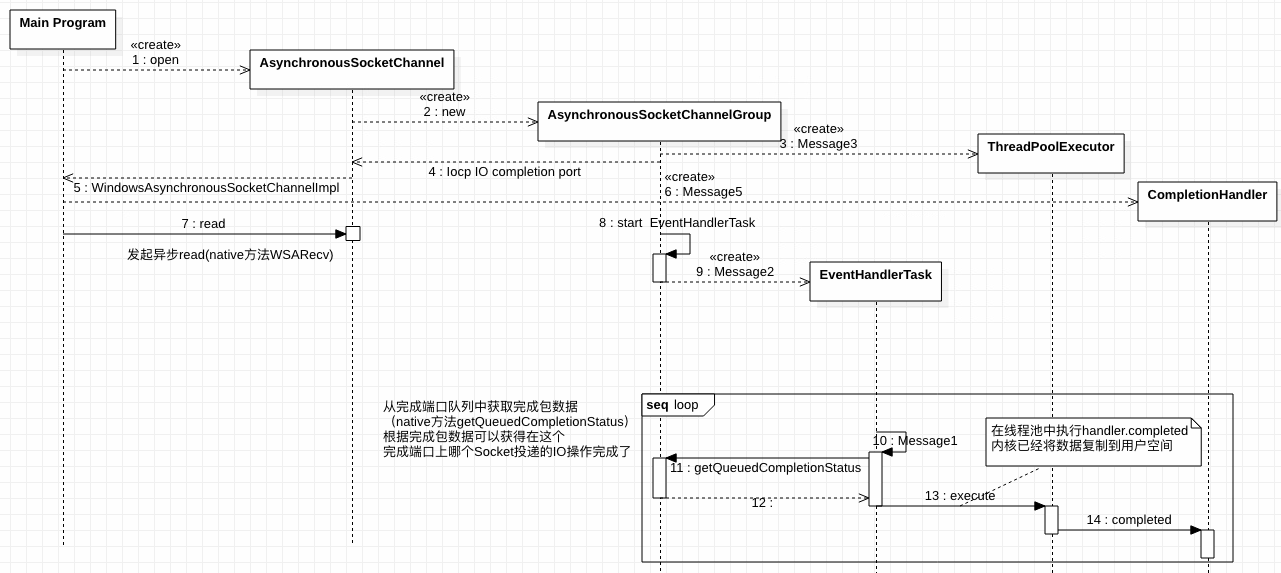 Main Program
«create»
1 : open
AsynchronousSocketChannel
«create»
2 : new
AsynchronousSocketChannelGroup
«create»
3 : Message3
ThreadPoolExecutor
4 : Iocp IO completion port
5 : WindowsAsynchronousSocketChannelImpl
«create»
6 : Message5
CompletionHandler
7 : read
8 : start EventHandlerTask
发起异步read(native方法WSARecv)
«create»
9 : Message2
EventHandlerTask
seq loop
从完成端口队列中获取完成包数据
（native方法getQueuedCompletionStatus）
根据完成包数据可以获得在这个
完成端口上哪个Socket投递的IO操作完成了
在线程池中执行handler.completed
内核已经将数据复制到用户空间
10 : Message1
11 : getQueuedCompletionStatus
12 :
13 : execute
14 : completed